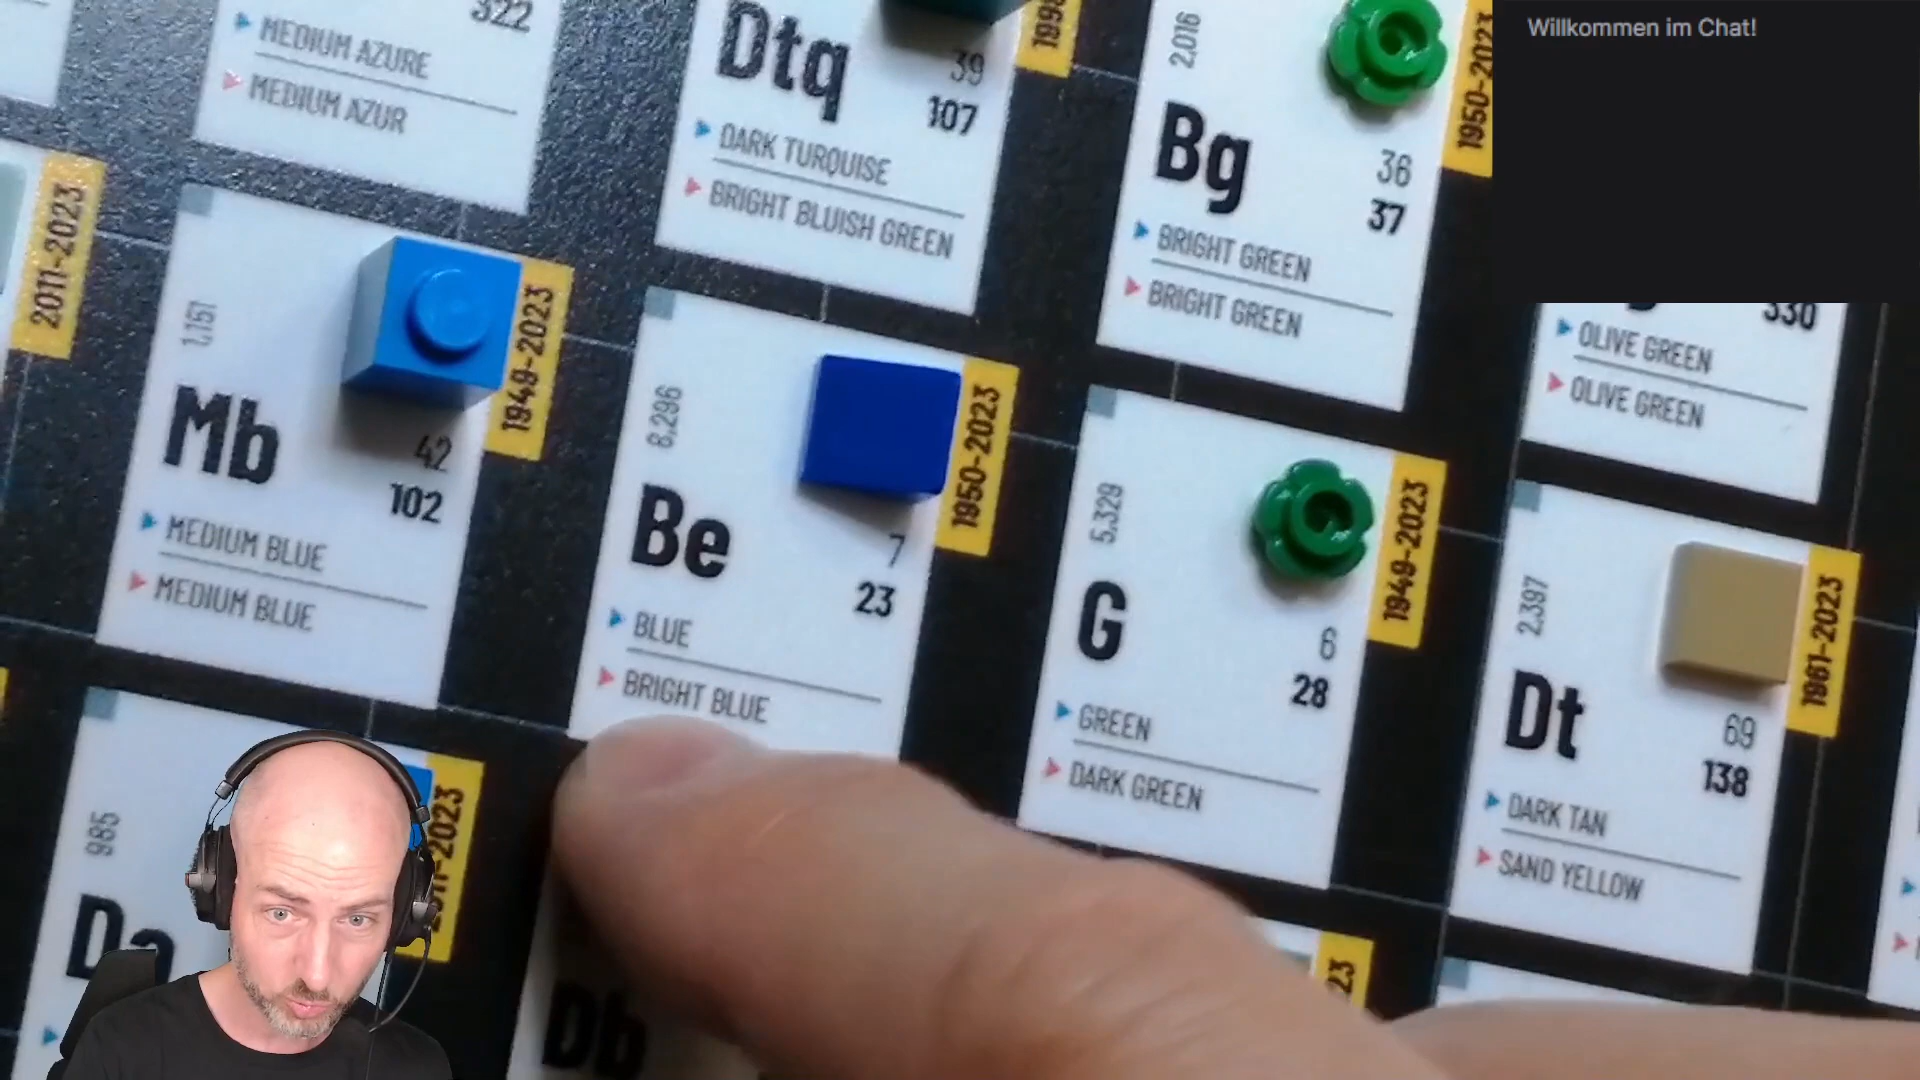 322
MEDIUM AZURE
MEDIUM AZUR
Dtq
39
107
DARK TURQUISE
BRIGHT BLUISH GREEN
2,016
1950-2023
Bg
36
37
BRIGHT GREEN
BRIGHT GREEN
Willkommen im Chat!
330
OLIVE GREEN
OLIVE GREEN
2011-2023
1,151
1949-2023
Mb
42
102
MEDIUM BLUE
MEDIUM BLUE
8,296
1950-2023
Be
7
23
BLUE
BRIGHT BLUE
5,329
1949-2023
G
6
28
GREEN
DARK GREEN
2,397
1961-2023
Dt
69
138
DARK TAN
SAND YELLOW
985
Da
Db